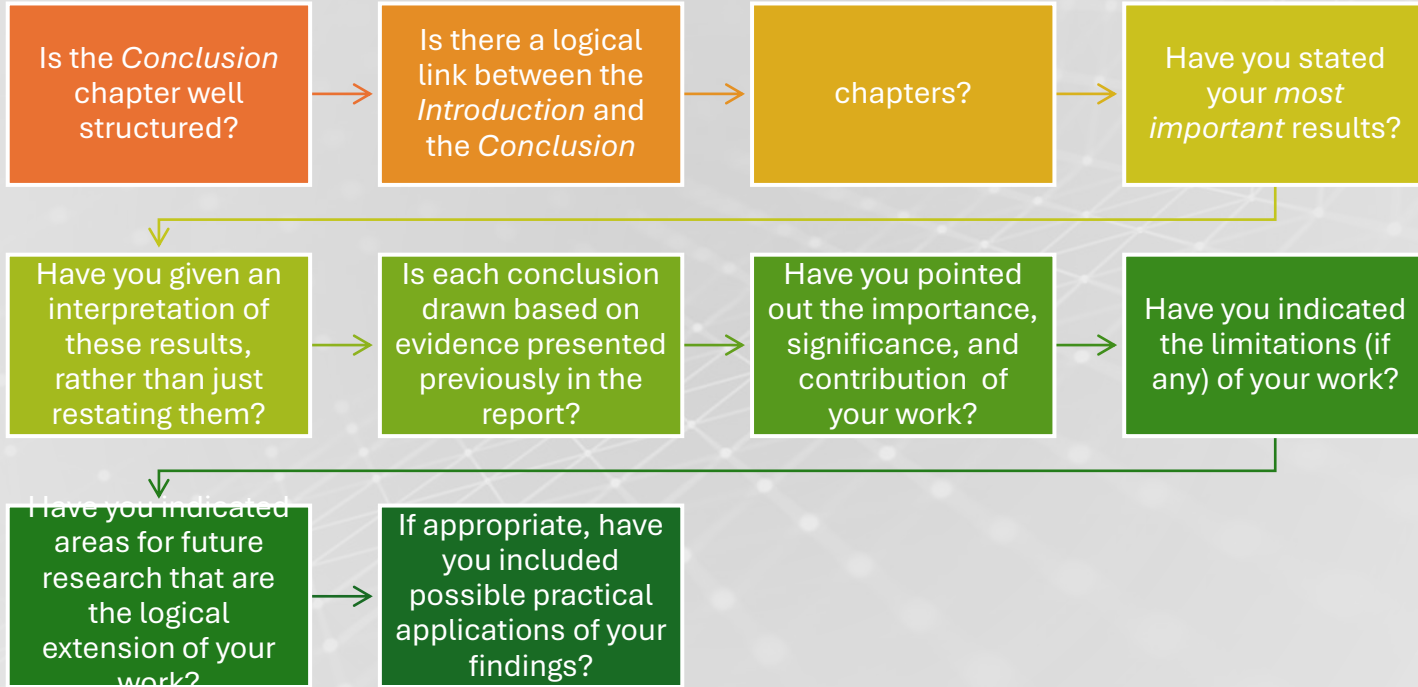 Is the Conclusion
chapter well
structured?
Is there a logical
link between the
Introduction and
the Conclusion
chapters?
Have you stated
your most
important results?
Have you given an
interpretation of
these results,
rather than just
restating them?
Is each conclusion
drawn based on
evidence presented
previously in the
report?
Have you pointed
out the importance,
significance, and
contribution of
your work?
Have you indicated
the limitations (if
any) of your work?
Have you indicated
areas for future
research that are
the logical
extension of your
work?
If appropriate, have
you included
possible practical
applications of your
findings?